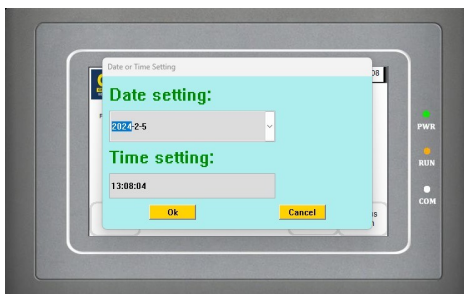 Date or Time Setting
08
Date setting:
2024-2-5
Time setting:
13:08:04
Ok
Cancel
PWR
RUN
COM